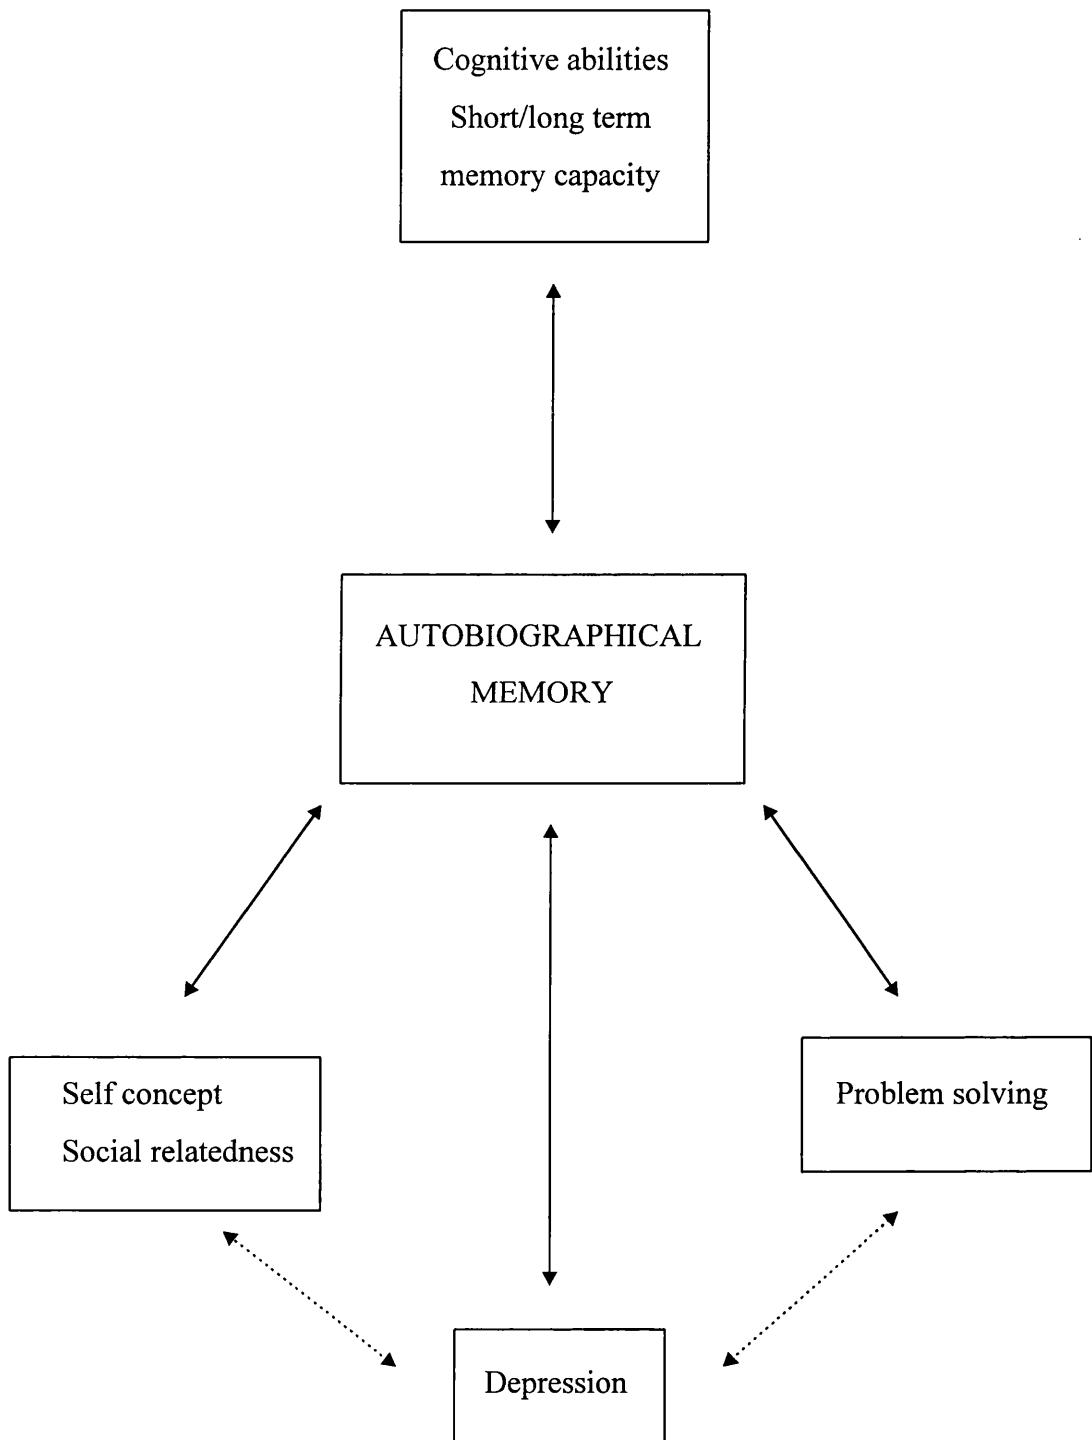 Cognitive abilities
Short/long term
memory capacity
AUTOBIOGRAPHICAL
MEMORY
Self concept
Social relatedness
Problem solving
Depression